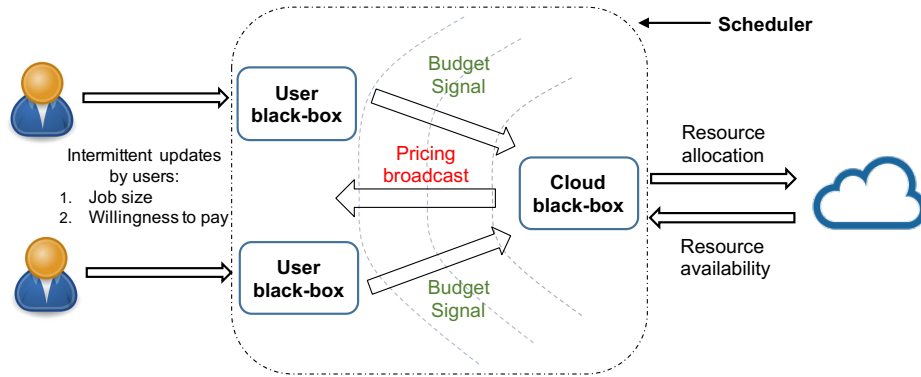 Scheduler
Budget
Signal
User
black-box
Intermittent updates
by users:
1. Job size
2. Willingness to pay
Pricing
broadcast
Cloud
black-box
Resource
allocation
Resource
availability
User
black-box
Budget
Signal